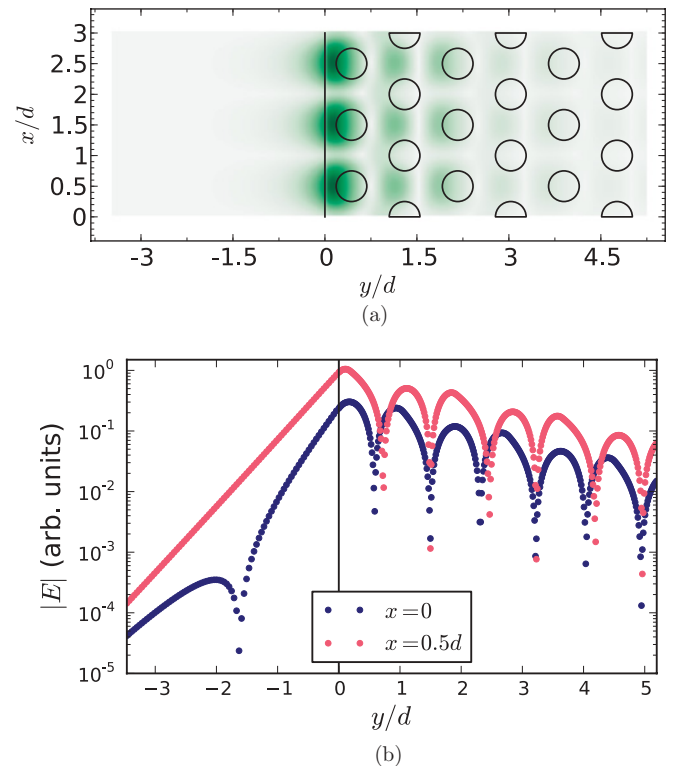 3
2.5
2
1.5
1
0.5
0
x/d
-3 -1.5 0 1.5 3 4.5
y/d
(a)
10^0
10^-1
10^-2
10^-3
10^-4
10^-5
|E| (arb. units)
x=0
x=0.5d
−3 −2 −1 0 1 2 3 4 5
y/d
(b)